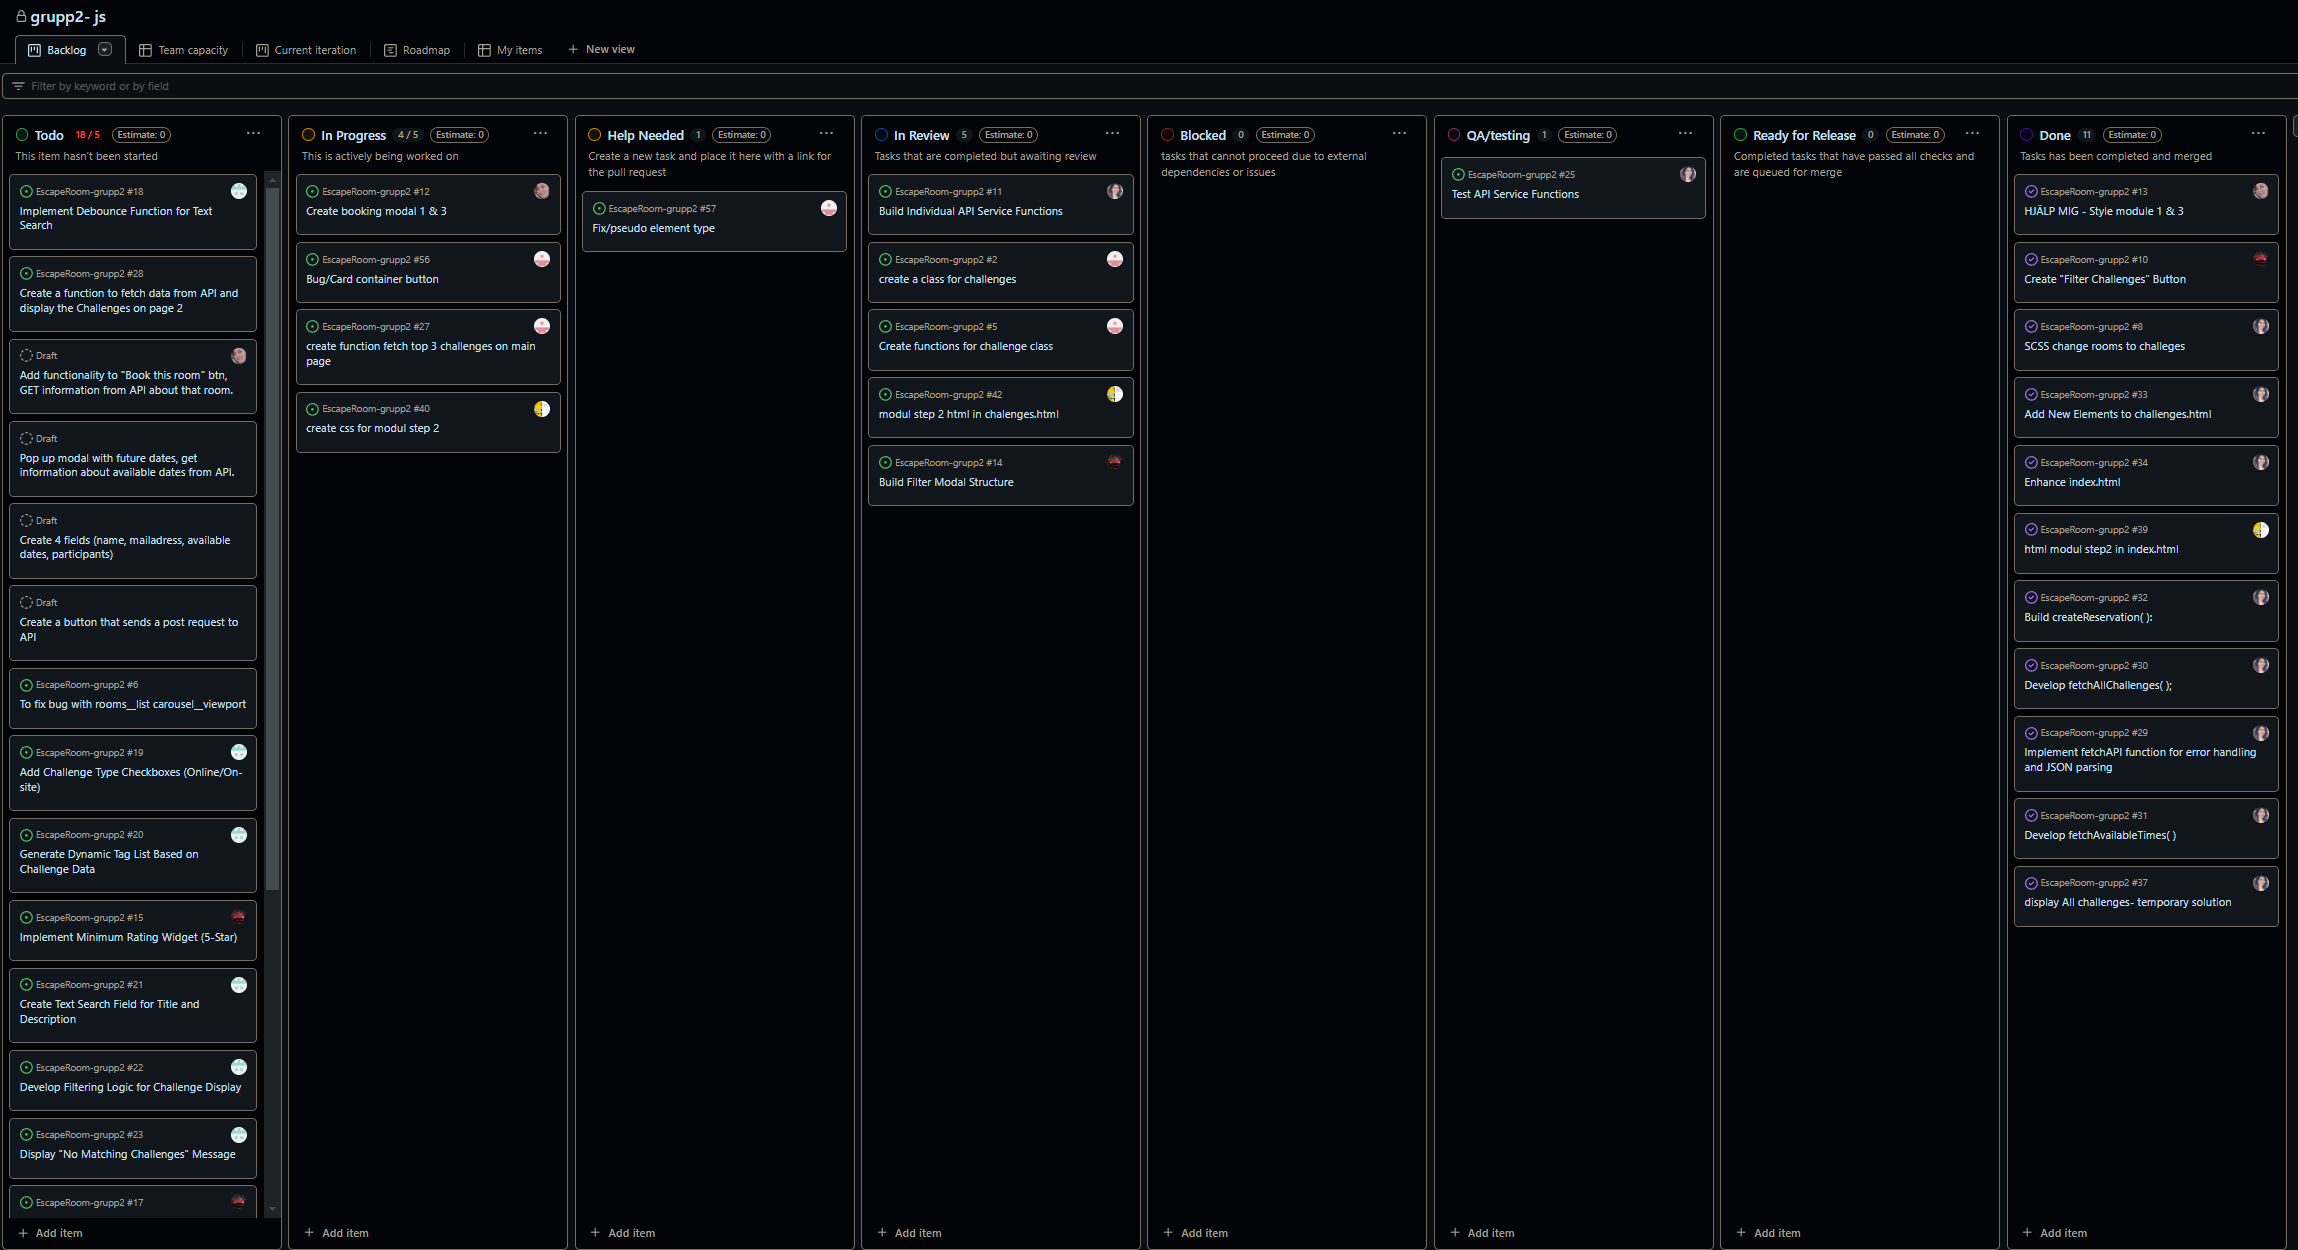 grupp2- js
Backlog
Team capacity
Current iteration
Roadmap
My items
New view
Filter by keyword or by field
Todo 18 / 5 Estimate: 0
This item hasn't been started
EscapeRoom-grupp2 #18
Implement Debounce Function for Text
Search
EscapeRoom-grupp2 #28
Create a function to fetch data from API and
display the Challenges on page 2
Draft
Add functionality to "Book this room" btn,
GET information from API about that room.
Draft
Pop up modal with future dates, get
information about available dates from API.
Draft
Create 4 fields (name, mailadress, available
dates, participants)
Draft
Create a button that sends a post request to
API
EscapeRoom-grupp2 #6
To fix bug with rooms__list carousel__viewport
EscapeRoom-grupp2 #19
Add Challenge Type Checkboxes (Online/On-
site)
EscapeRoom-grupp2 #20
Generate Dynamic Tag List Based on
Challenge Data
EscapeRoom-grupp2 #15
Implement Minimum Rating Widget (5-Star)
EscapeRoom-grupp2 #21
Create Text Search Field for Title and
Description
EscapeRoom-grupp2 #22
Develop Filtering Logic for Challenge Display
EscapeRoom-grupp2 #23
Display "No Matching Challenges" Message
EscapeRoom-grupp2 #17
Add item
In Progress 4 / 5 Estimate: 0
This is actively being worked on
EscapeRoom-grupp2 #12
Create booking modal 1 & 3
EscapeRoom-grupp2 #56
Bug/Card container button
EscapeRoom-grupp2 #27
create function fetch top 3 challenges on main
page
EscapeRoom-grupp2 #40
create css for modul step 2
Add item
Help Needed 1 Estimate: 0
Create a new task and place it here with a link for
the pull request
EscapeRoom-grupp2 #57
Fix/pseudo element type
Add item
In Review 5 Estimate: 0
Tasks that are completed but awaiting review
EscapeRoom-grupp2 #11
Build Individual API Service Functions
EscapeRoom-grupp2 #2
create a class for challenges
EscapeRoom-grupp2 #5
Create functions for challenge class
EscapeRoom-grupp2 #42
modul step 2 html in chalenges.html
EscapeRoom-grupp2 #14
Build Filter Modal Structure
Add item
Blocked 0 Estimate: 0
tasks that cannot proceed due to external
dependencies or issues
Add item
QA/testing 1 Estimate: 0
EscapeRoom-grupp2 #25
Test API Service Functions
Add item
Ready for Release 0 Estimate: 0
Completed tasks that have passed all checks and
are queued for merge
Add item
Done 11 Estimate: 0
Tasks has been completed and merged
EscapeRoom-grupp2 #13
HJÄLP MIG - Style module 1 & 3
EscapeRoom-grupp2 #10
Create "Filter Challenges" Button
EscapeRoom-grupp2 #8
SCSS change rooms to challeges
EscapeRoom-grupp2 #33
Add New Elements to challenges.html
EscapeRoom-grupp2 #34
Enhance index.html
EscapeRoom-grupp2 #39
html modul step2 in index.html
EscapeRoom-grupp2 #32
Build createReservation( );
EscapeRoom-grupp2 #30
Develop fetchAllChallenges( );
EscapeRoom-grupp2 #29
Implement fetchAPI function for error handling
and JSON parsing
EscapeRoom-grupp2 #31
Develop fetchAvailableTimes( )
EscapeRoom-grupp2 #37
display All challenges- temporary solution
Add item